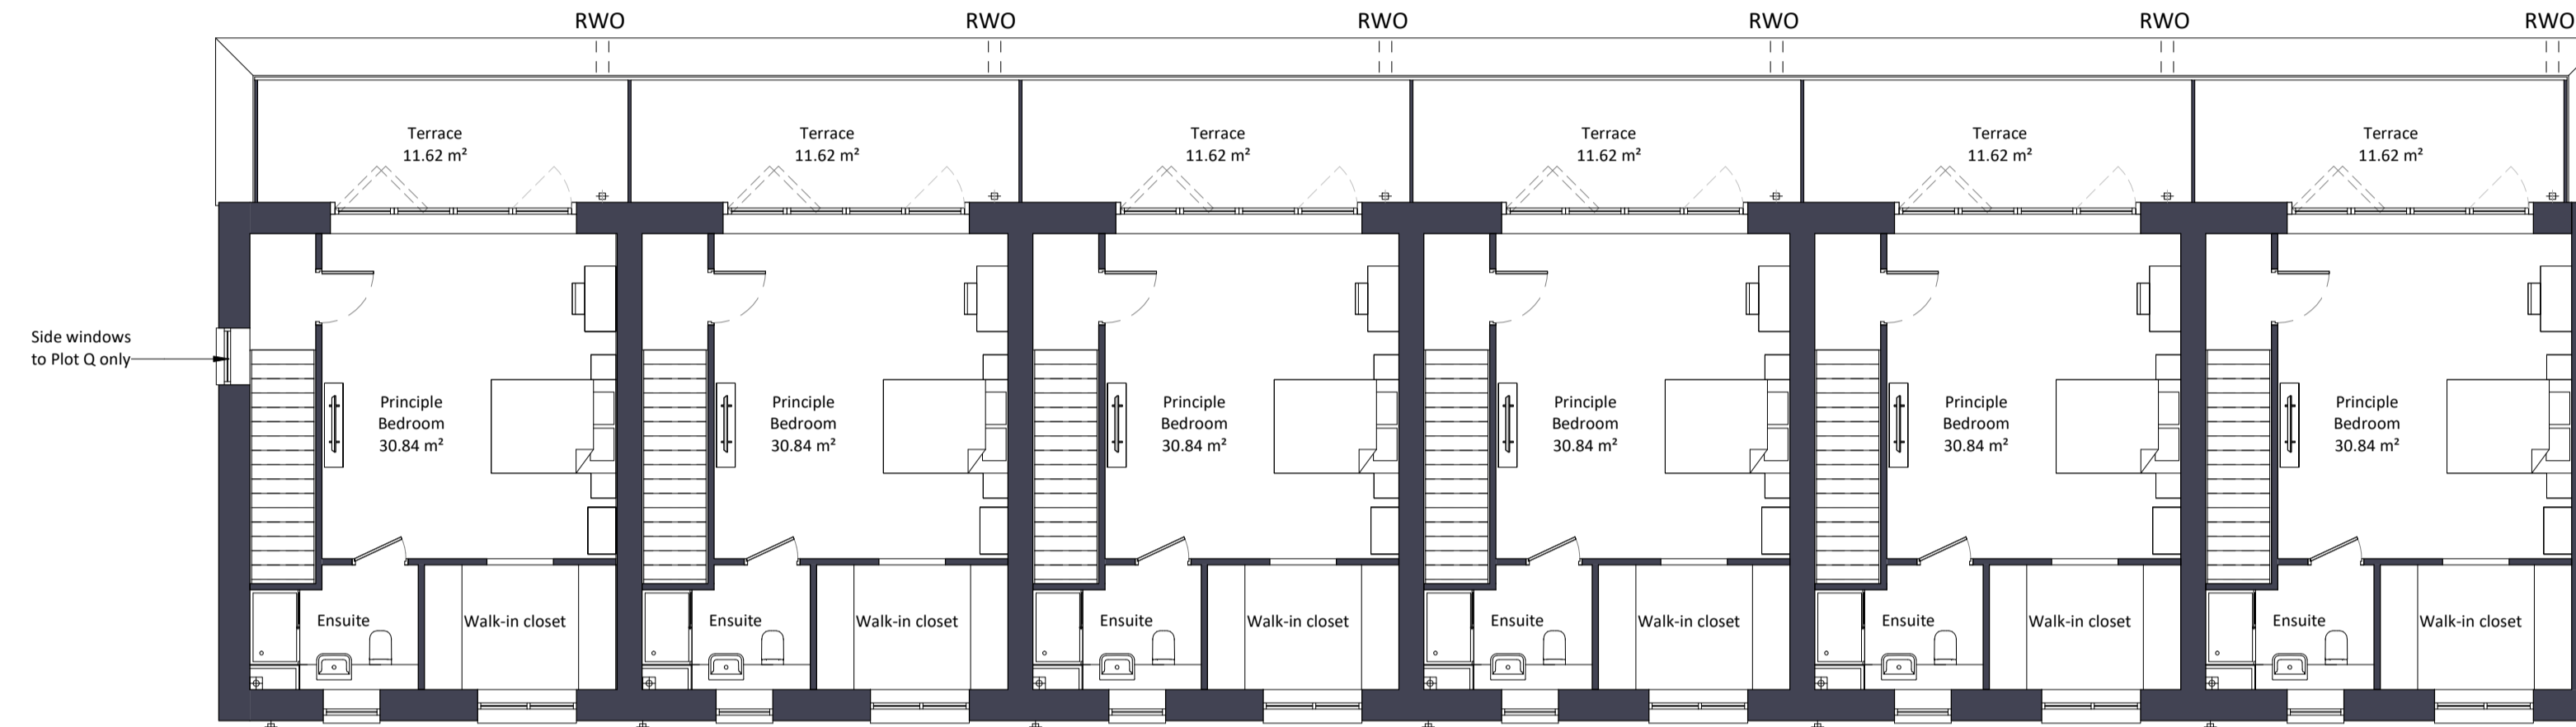 RWO RWO RWO RWO RWO RWO
Terrace Terrace Terrace Terrace Terrace Terrace
11.62 m² 11.62 m² 11.62 m² 11.62 m² 11.62 m² 11.62 m²
Side windows
to Plot Q only
Principle Principle Principle Principle Principle Principle
Bedroom Bedroom Bedroom Bedroom Bedroom Bedroom
30.84 m² 30.84 m² 30.84 m² 30.84 m² 30.84 m² 30.84 m²
Ensuite Walk-in closet Ensuite Walk-in closet Ensuite Walk-in closet Ensuite Walk-in closet Ensuite Walk-in closet Ensuite Walk-in closet